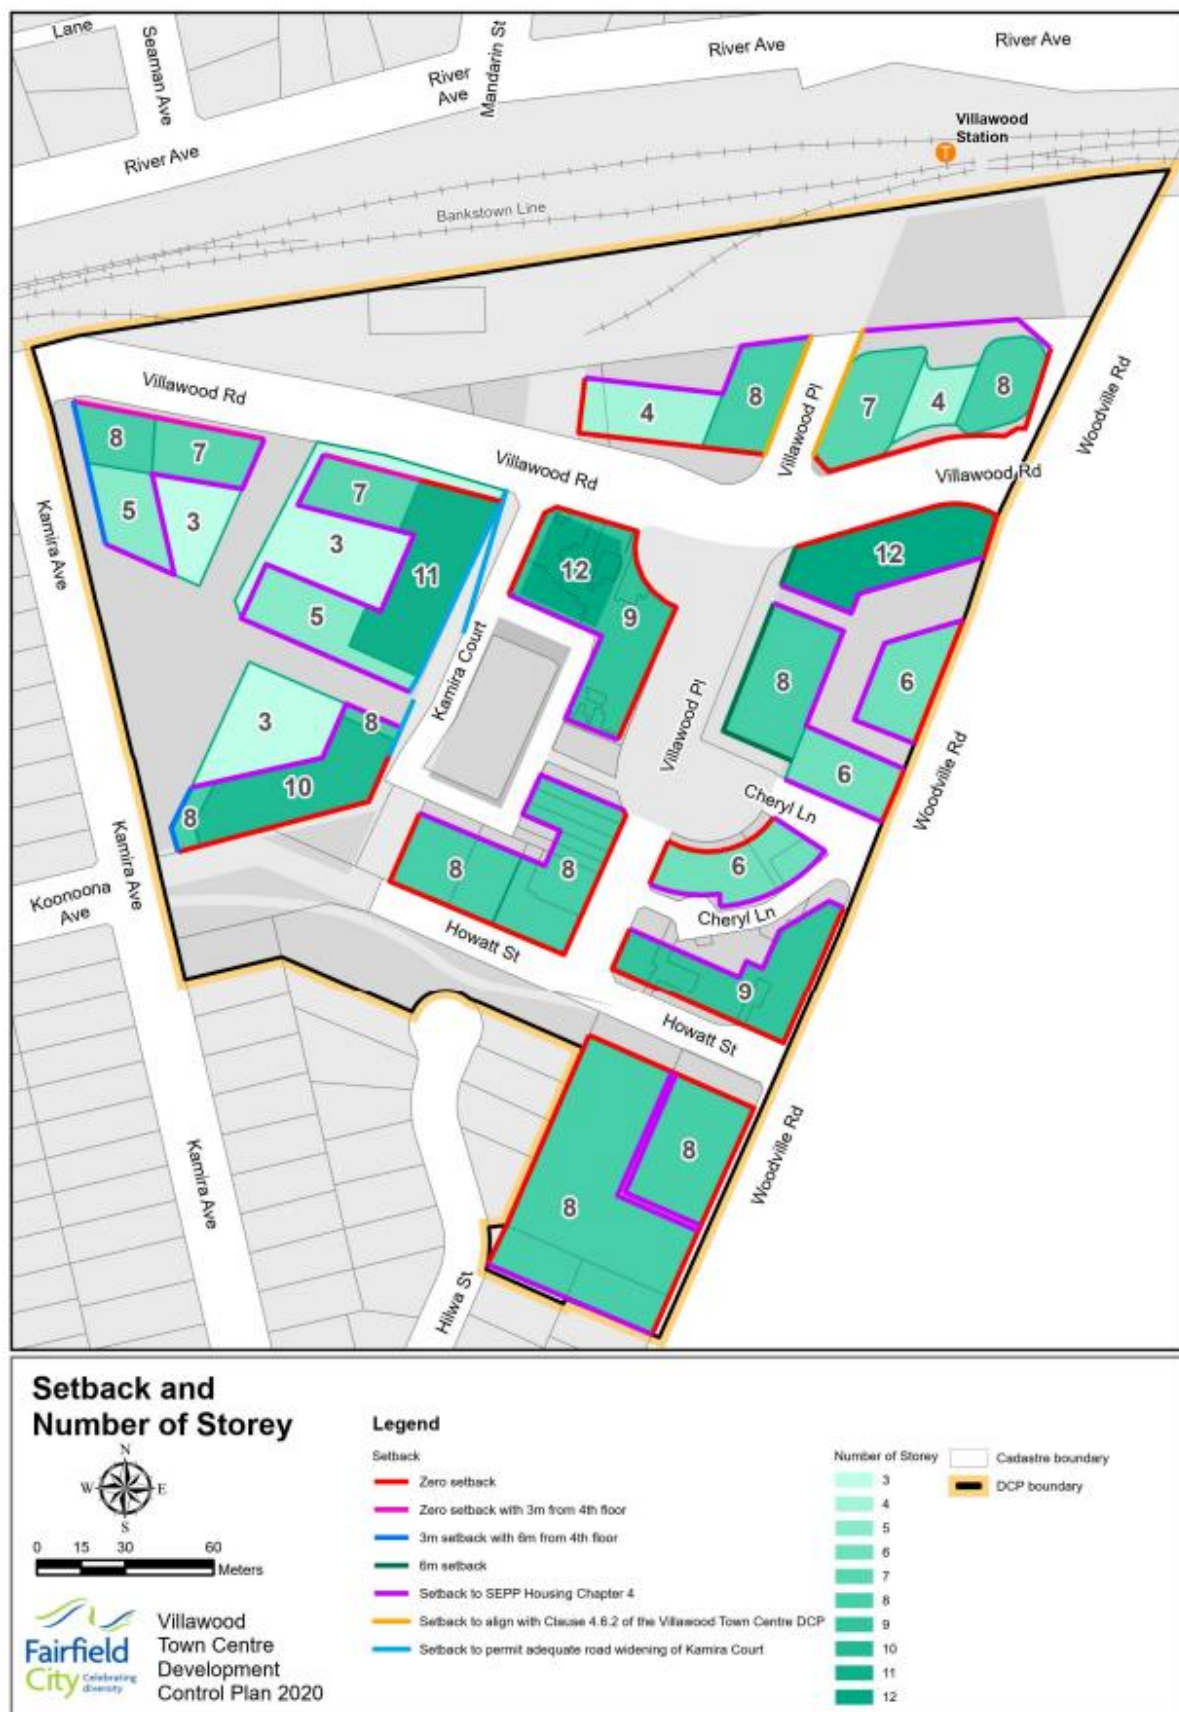 Lane
Seaman Ave
Mandarin St
River Ave
River Ave
River
Ave
River Ave
Villawood
Station
T
Bankstown Line
Villawood Rd
Villawood Rd
Villawood Pl
Villawood Rd
Woodville Rd
4
8
7
4
8
8
7
5
3
7
3
11
5
12
9
12
8
6
6
3
8
10
8
8
8
6
9
8
8
Kamira Ave
Kamira Court
Villawood Pl
Woodville Rd
Cheryl Ln
Kamira Ave
Koonoona
Ave
Cheryl Ln
Howatt St
Howatt St
Woodville Rd
Kamira Ave
Hilwa St
Setback and
Number of Storey
N
W E
S
0 15 30 60
Meters
Fairfield
City Celebrating
diversity
Villawood
Town Centre
Development
Control Plan 2020
Legend
Setback
Zero setback
Zero setback with 3m from 4th floor
3m setback with 6m from 4th floor
6m setback
Setback to SEPP Housing Chapter 4
Setback to align with Clause 4.6.2 of the Villawood Town Centre DCP
Setback to permit adequate road widening of Kamira Court
Number of Storey
3
4
5
6
7
8
9
10
11
12
Cadastre boundary
DCP boundary